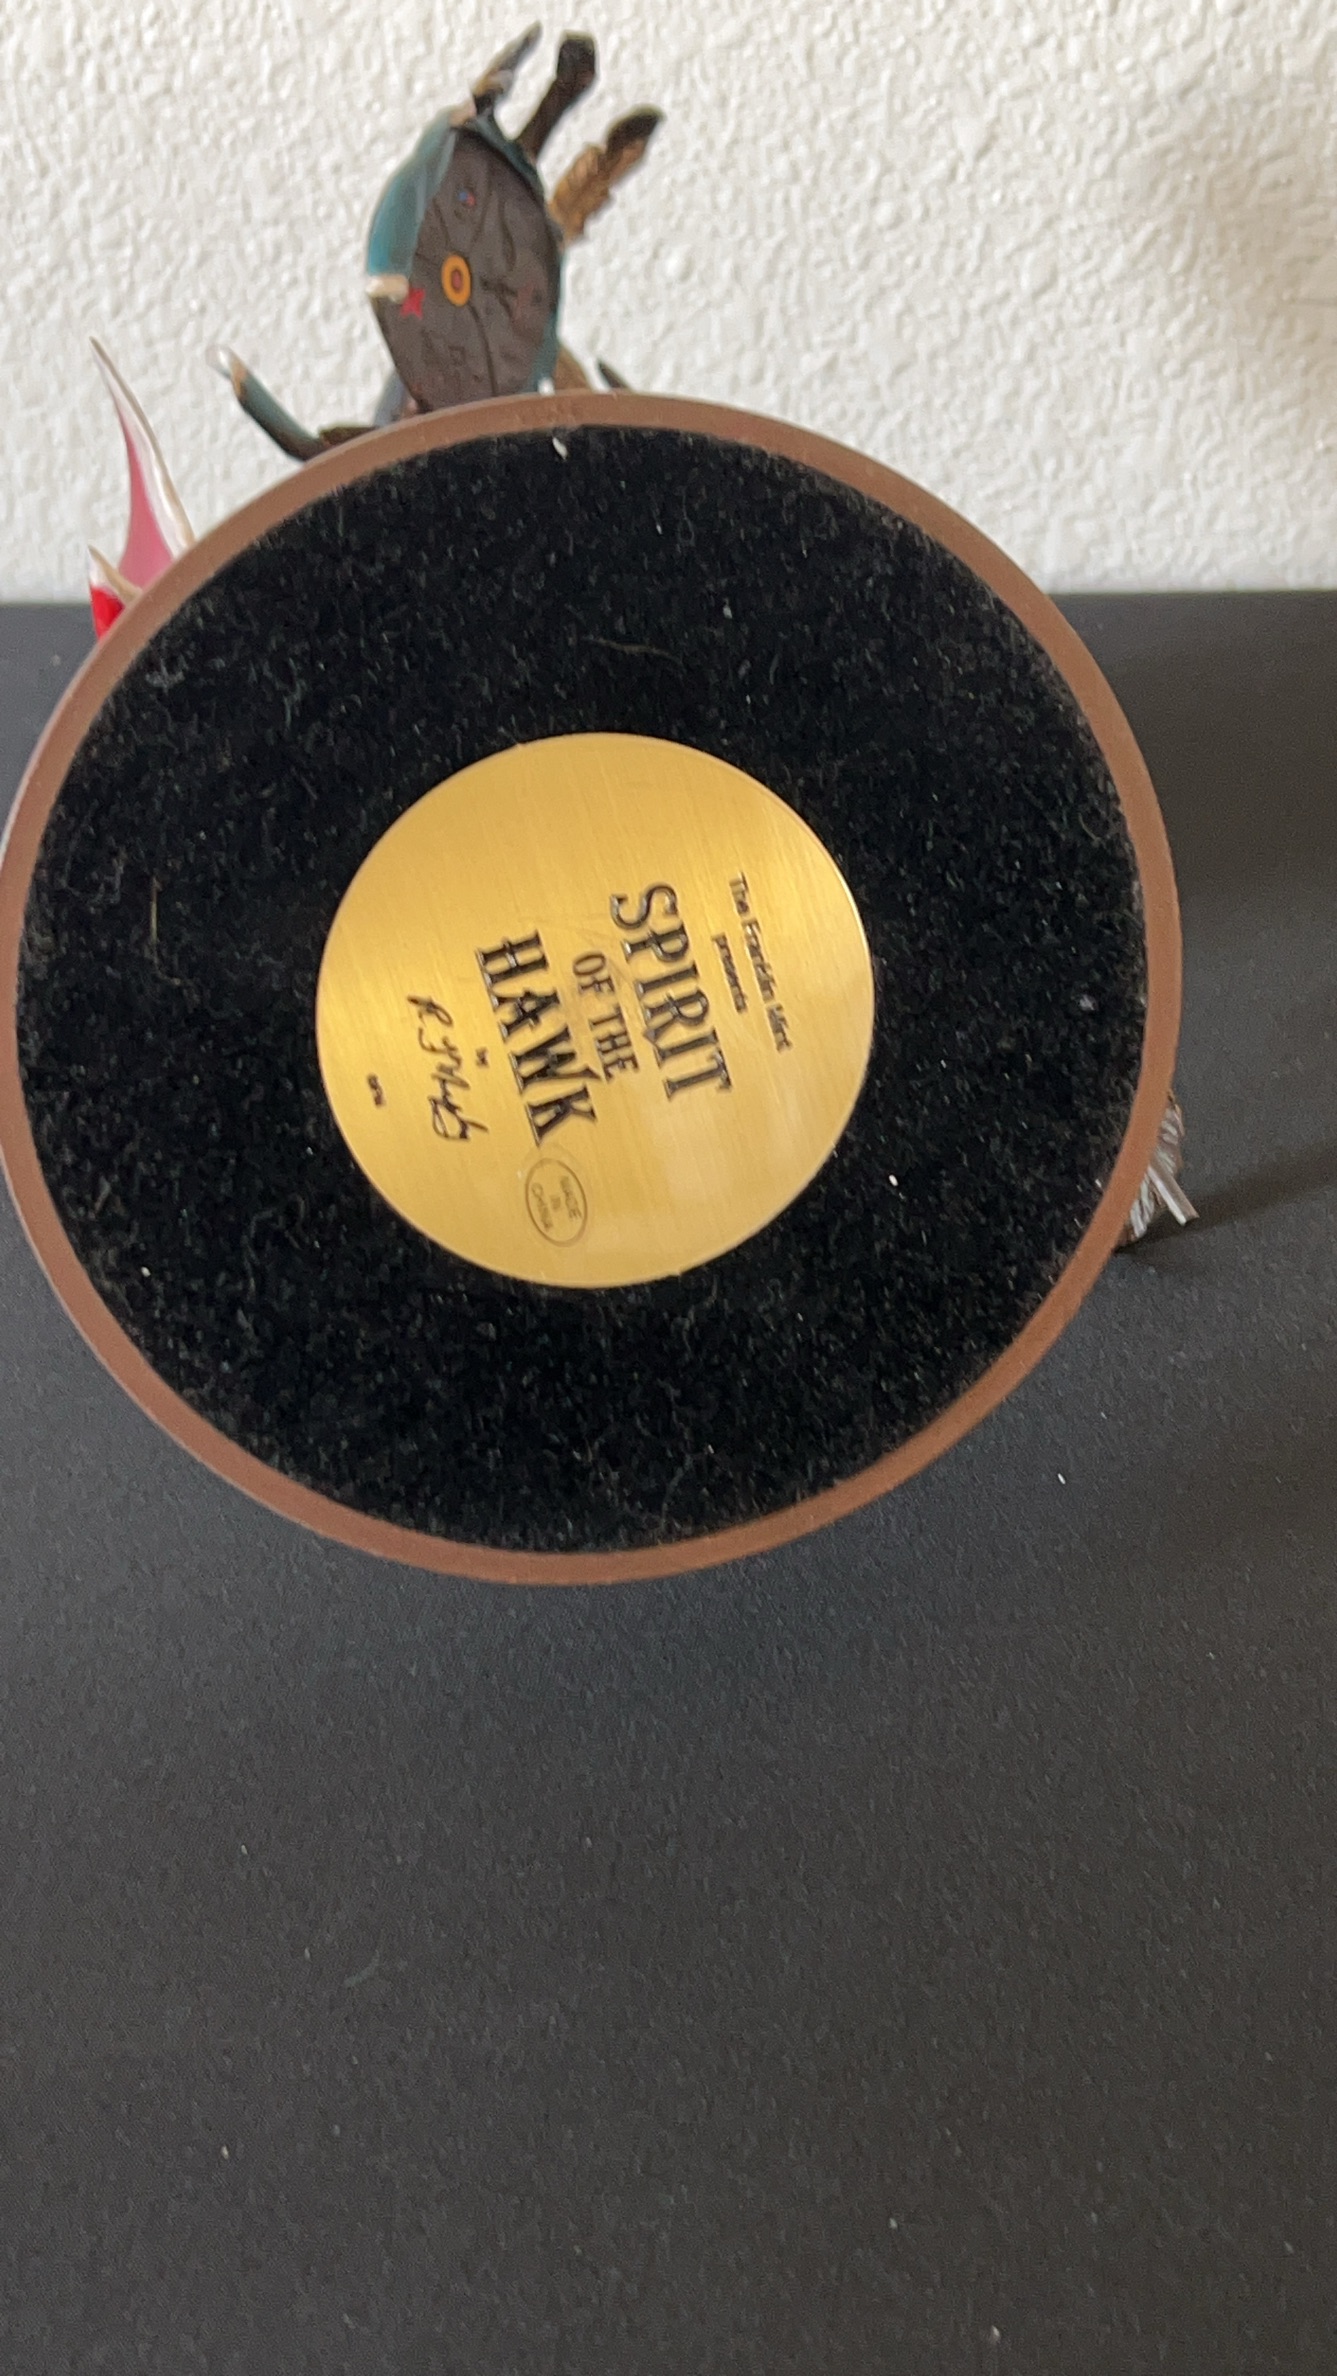 The Franklin Mint
presents
SPIRIT
OF THE
HAWK
by
MADE
IN
CHINA